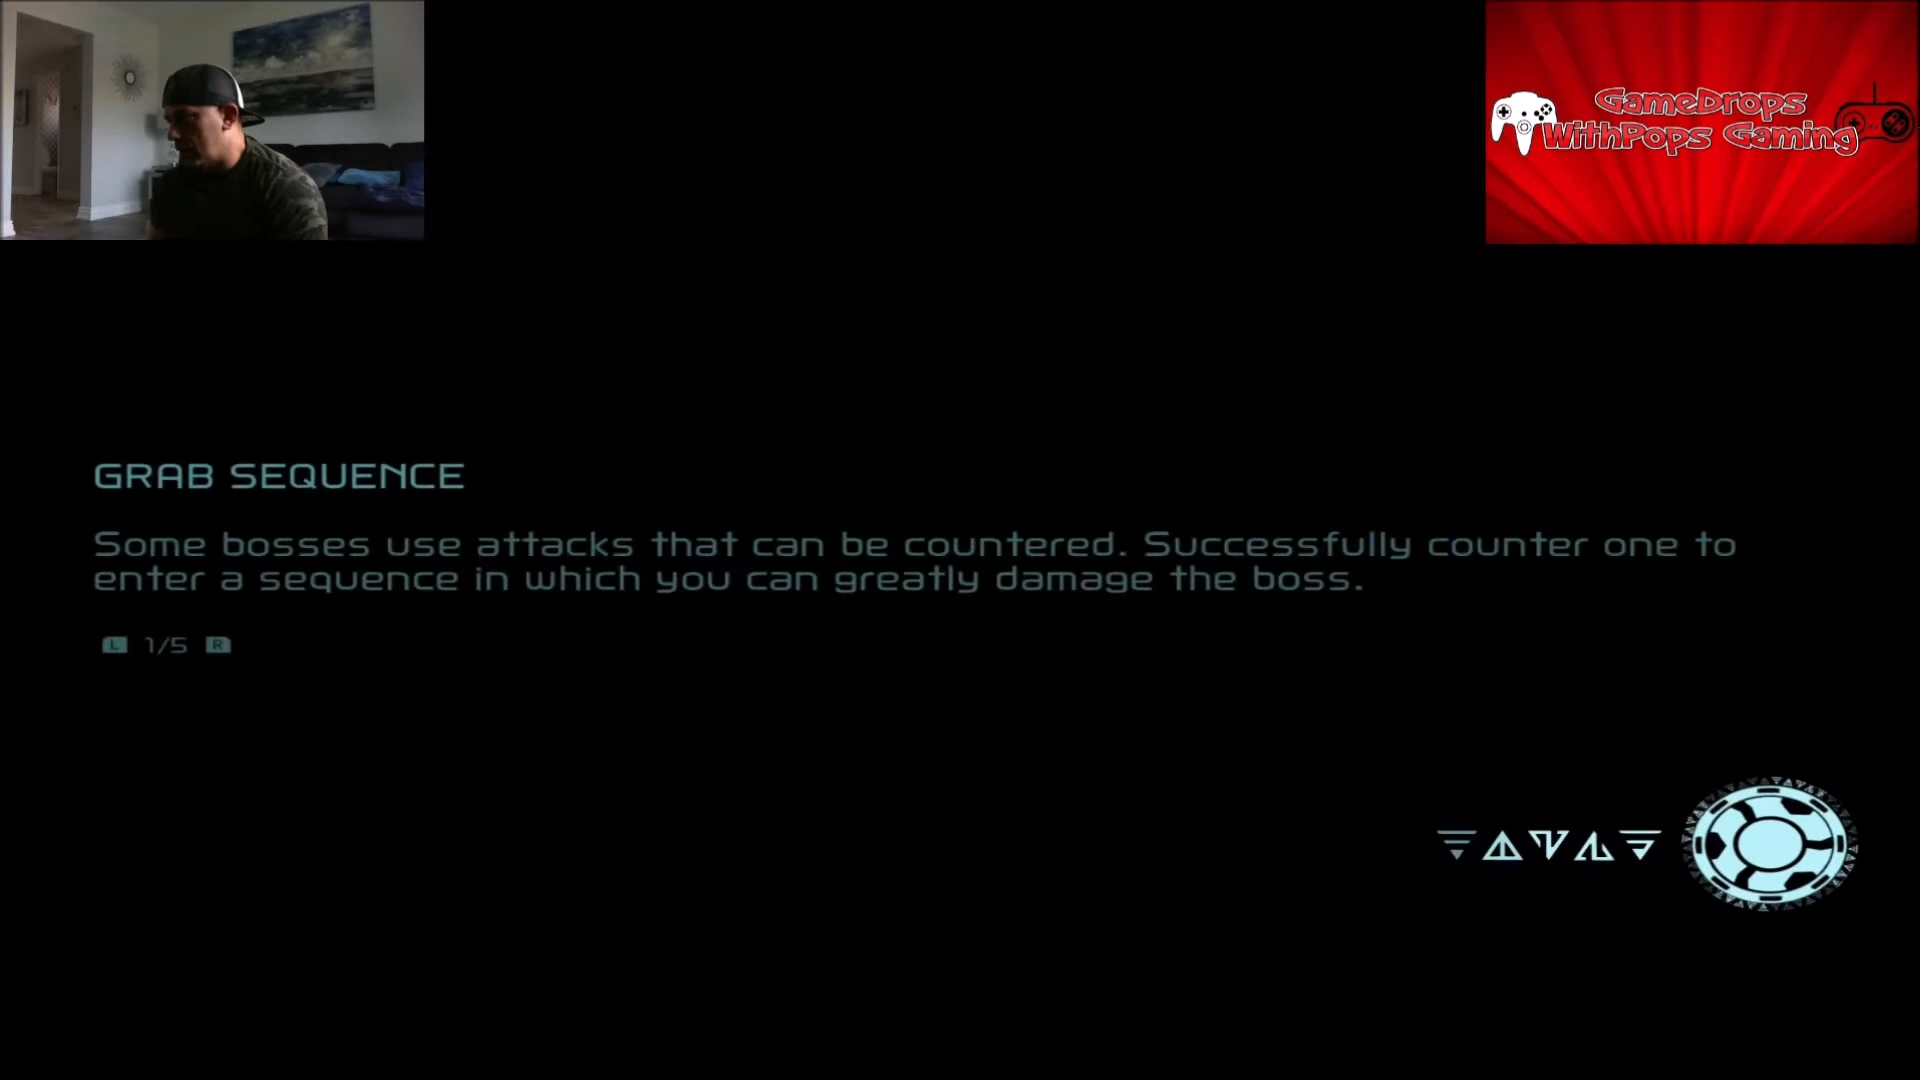 GameDrops
WithPops Gaming
GRAB SEQUENCE
Some bosses use attacks that can be countered. Successfully counter one to
enter a sequence in which you can greatly damage the boss.
L 1/5 R